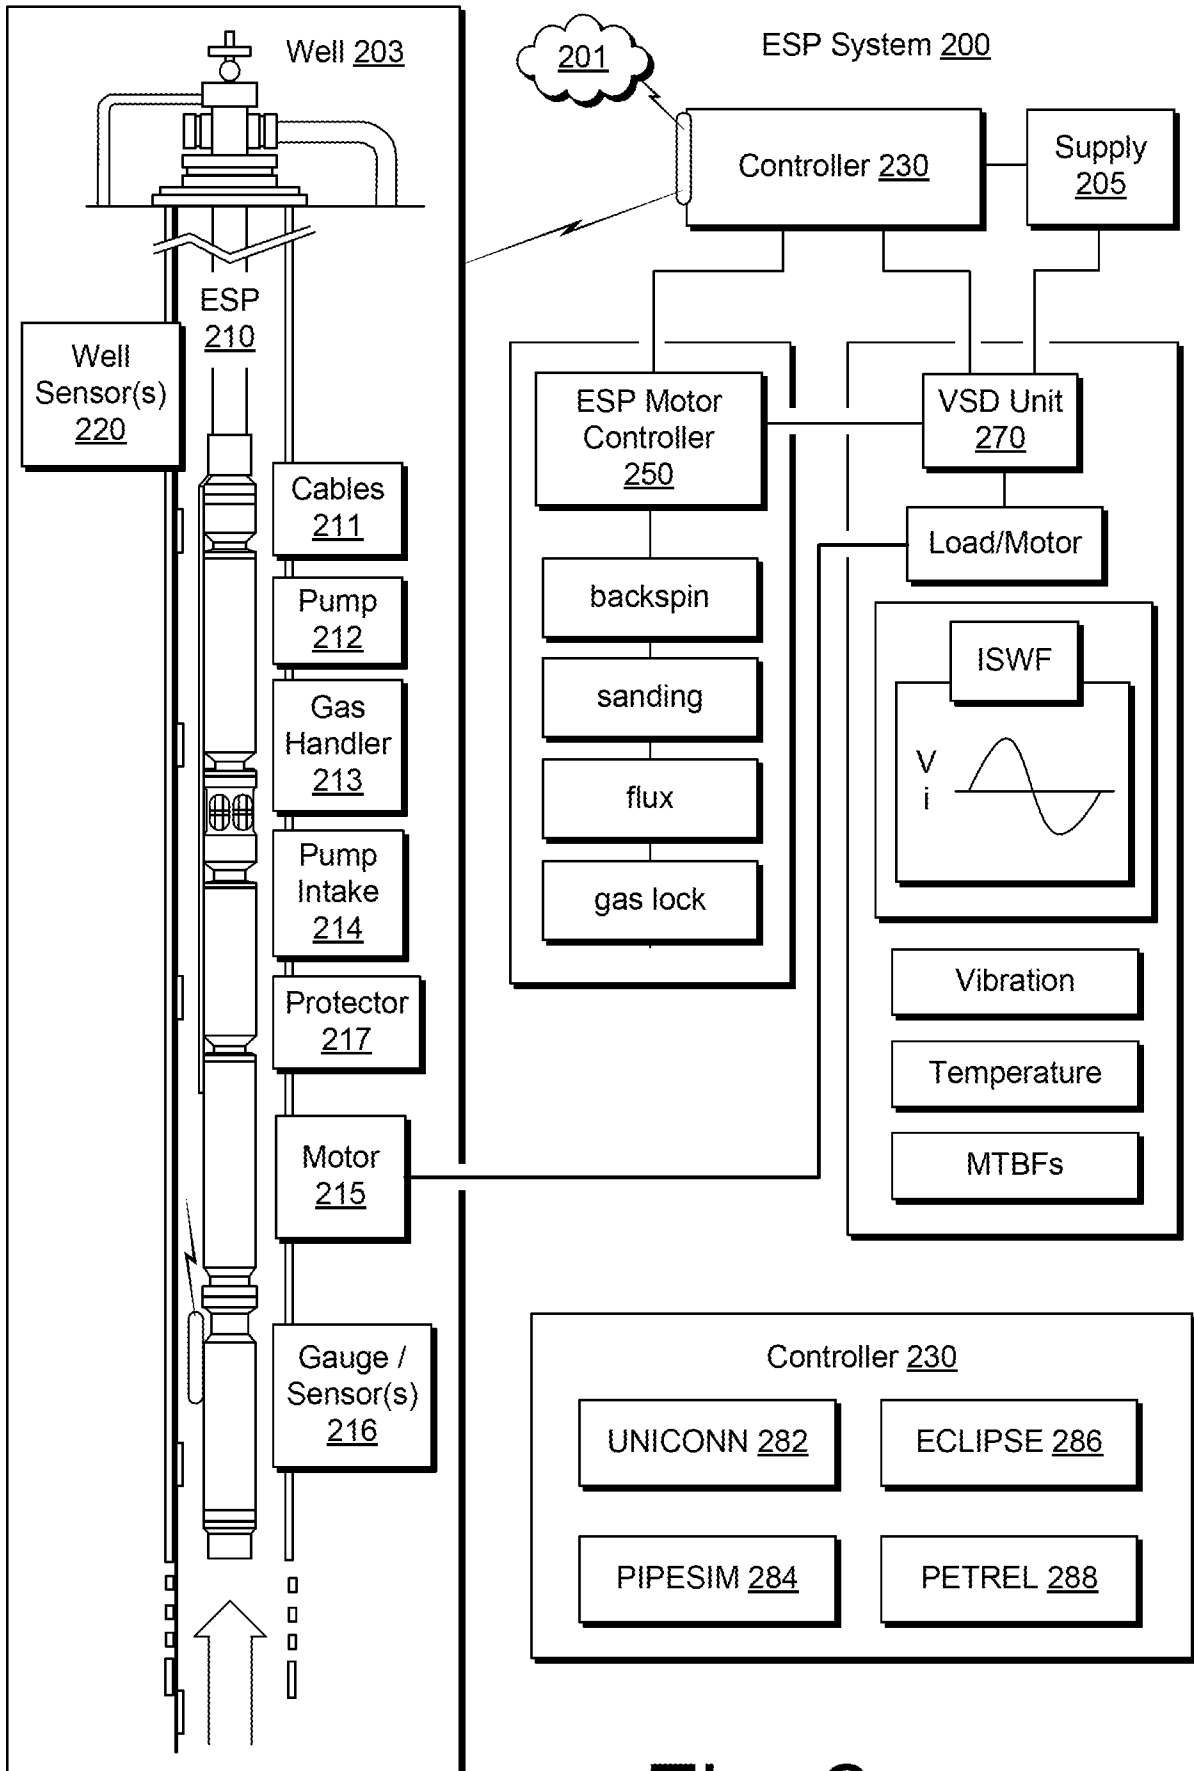 Well 203
201
ESP System 200
Controller 230
Supply
205
ESP
210
Well
Sensor(s)
220
Cables
211
Pump
212
Gas
Handler
213
Pump
Intake
214
Protector
217
Motor
215
Gauge /
Sensor(s)
216
ESP Motor
Controller
250
backspin
sanding
flux
gas lock
VSD Unit
270
Load/Motor
ISWF
V
i
Vibration
Temperature
MTBFs
Controller 230
UNICONN 282
ECLIPSE 286
PIPESIM 284
PETREL 288